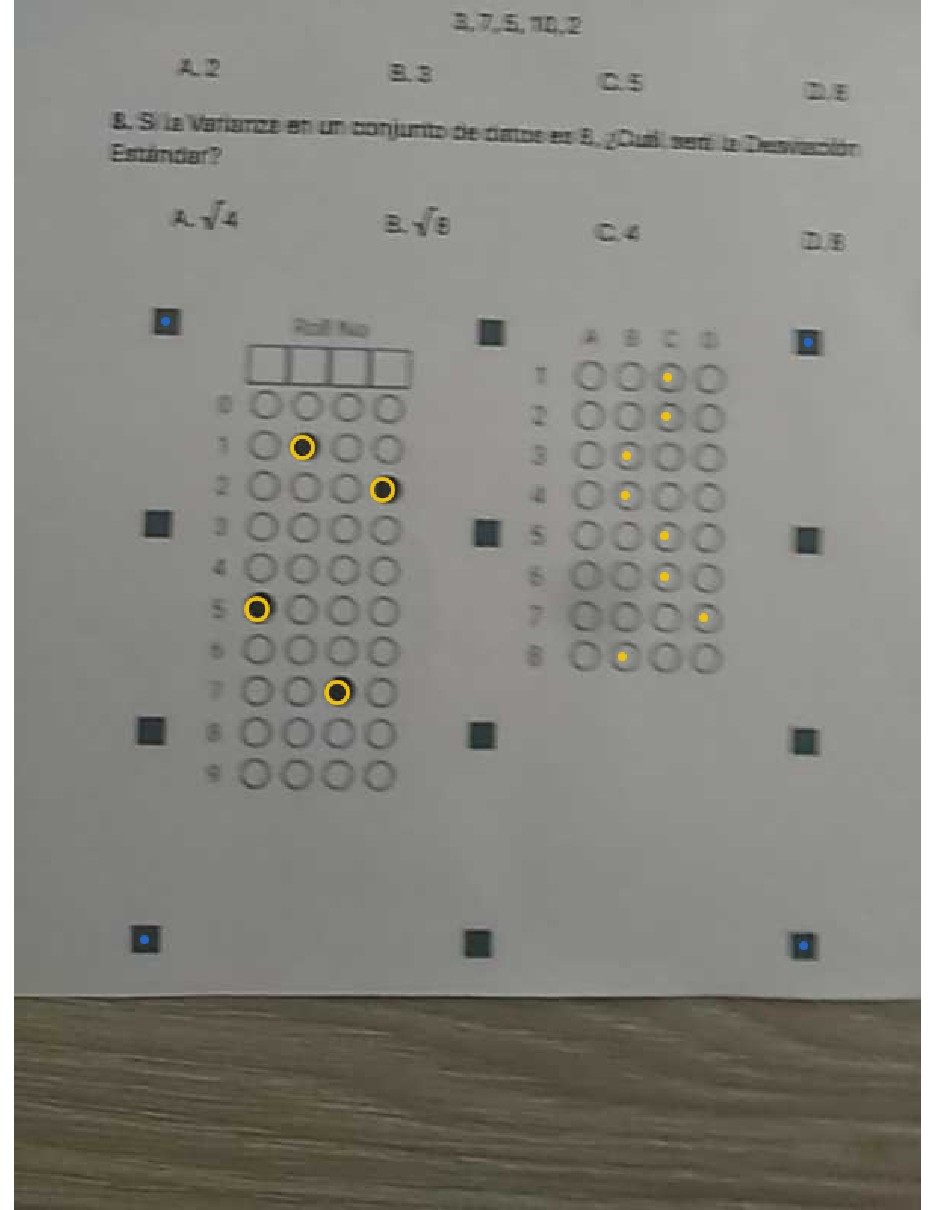 3, 7, 5, 10, 2
A. 2 B. 3 C. 5 D. 8
8. Si la Varianza en un conjunto de datos es 8, ¿Cuál será la Desviación
Estándar?
A. √4 B. √8 C. 4 D. 8
Roll No
A B C D
0
1
2
3
4
5
6
7
8
9
1
2
3
4
5
6
7
8